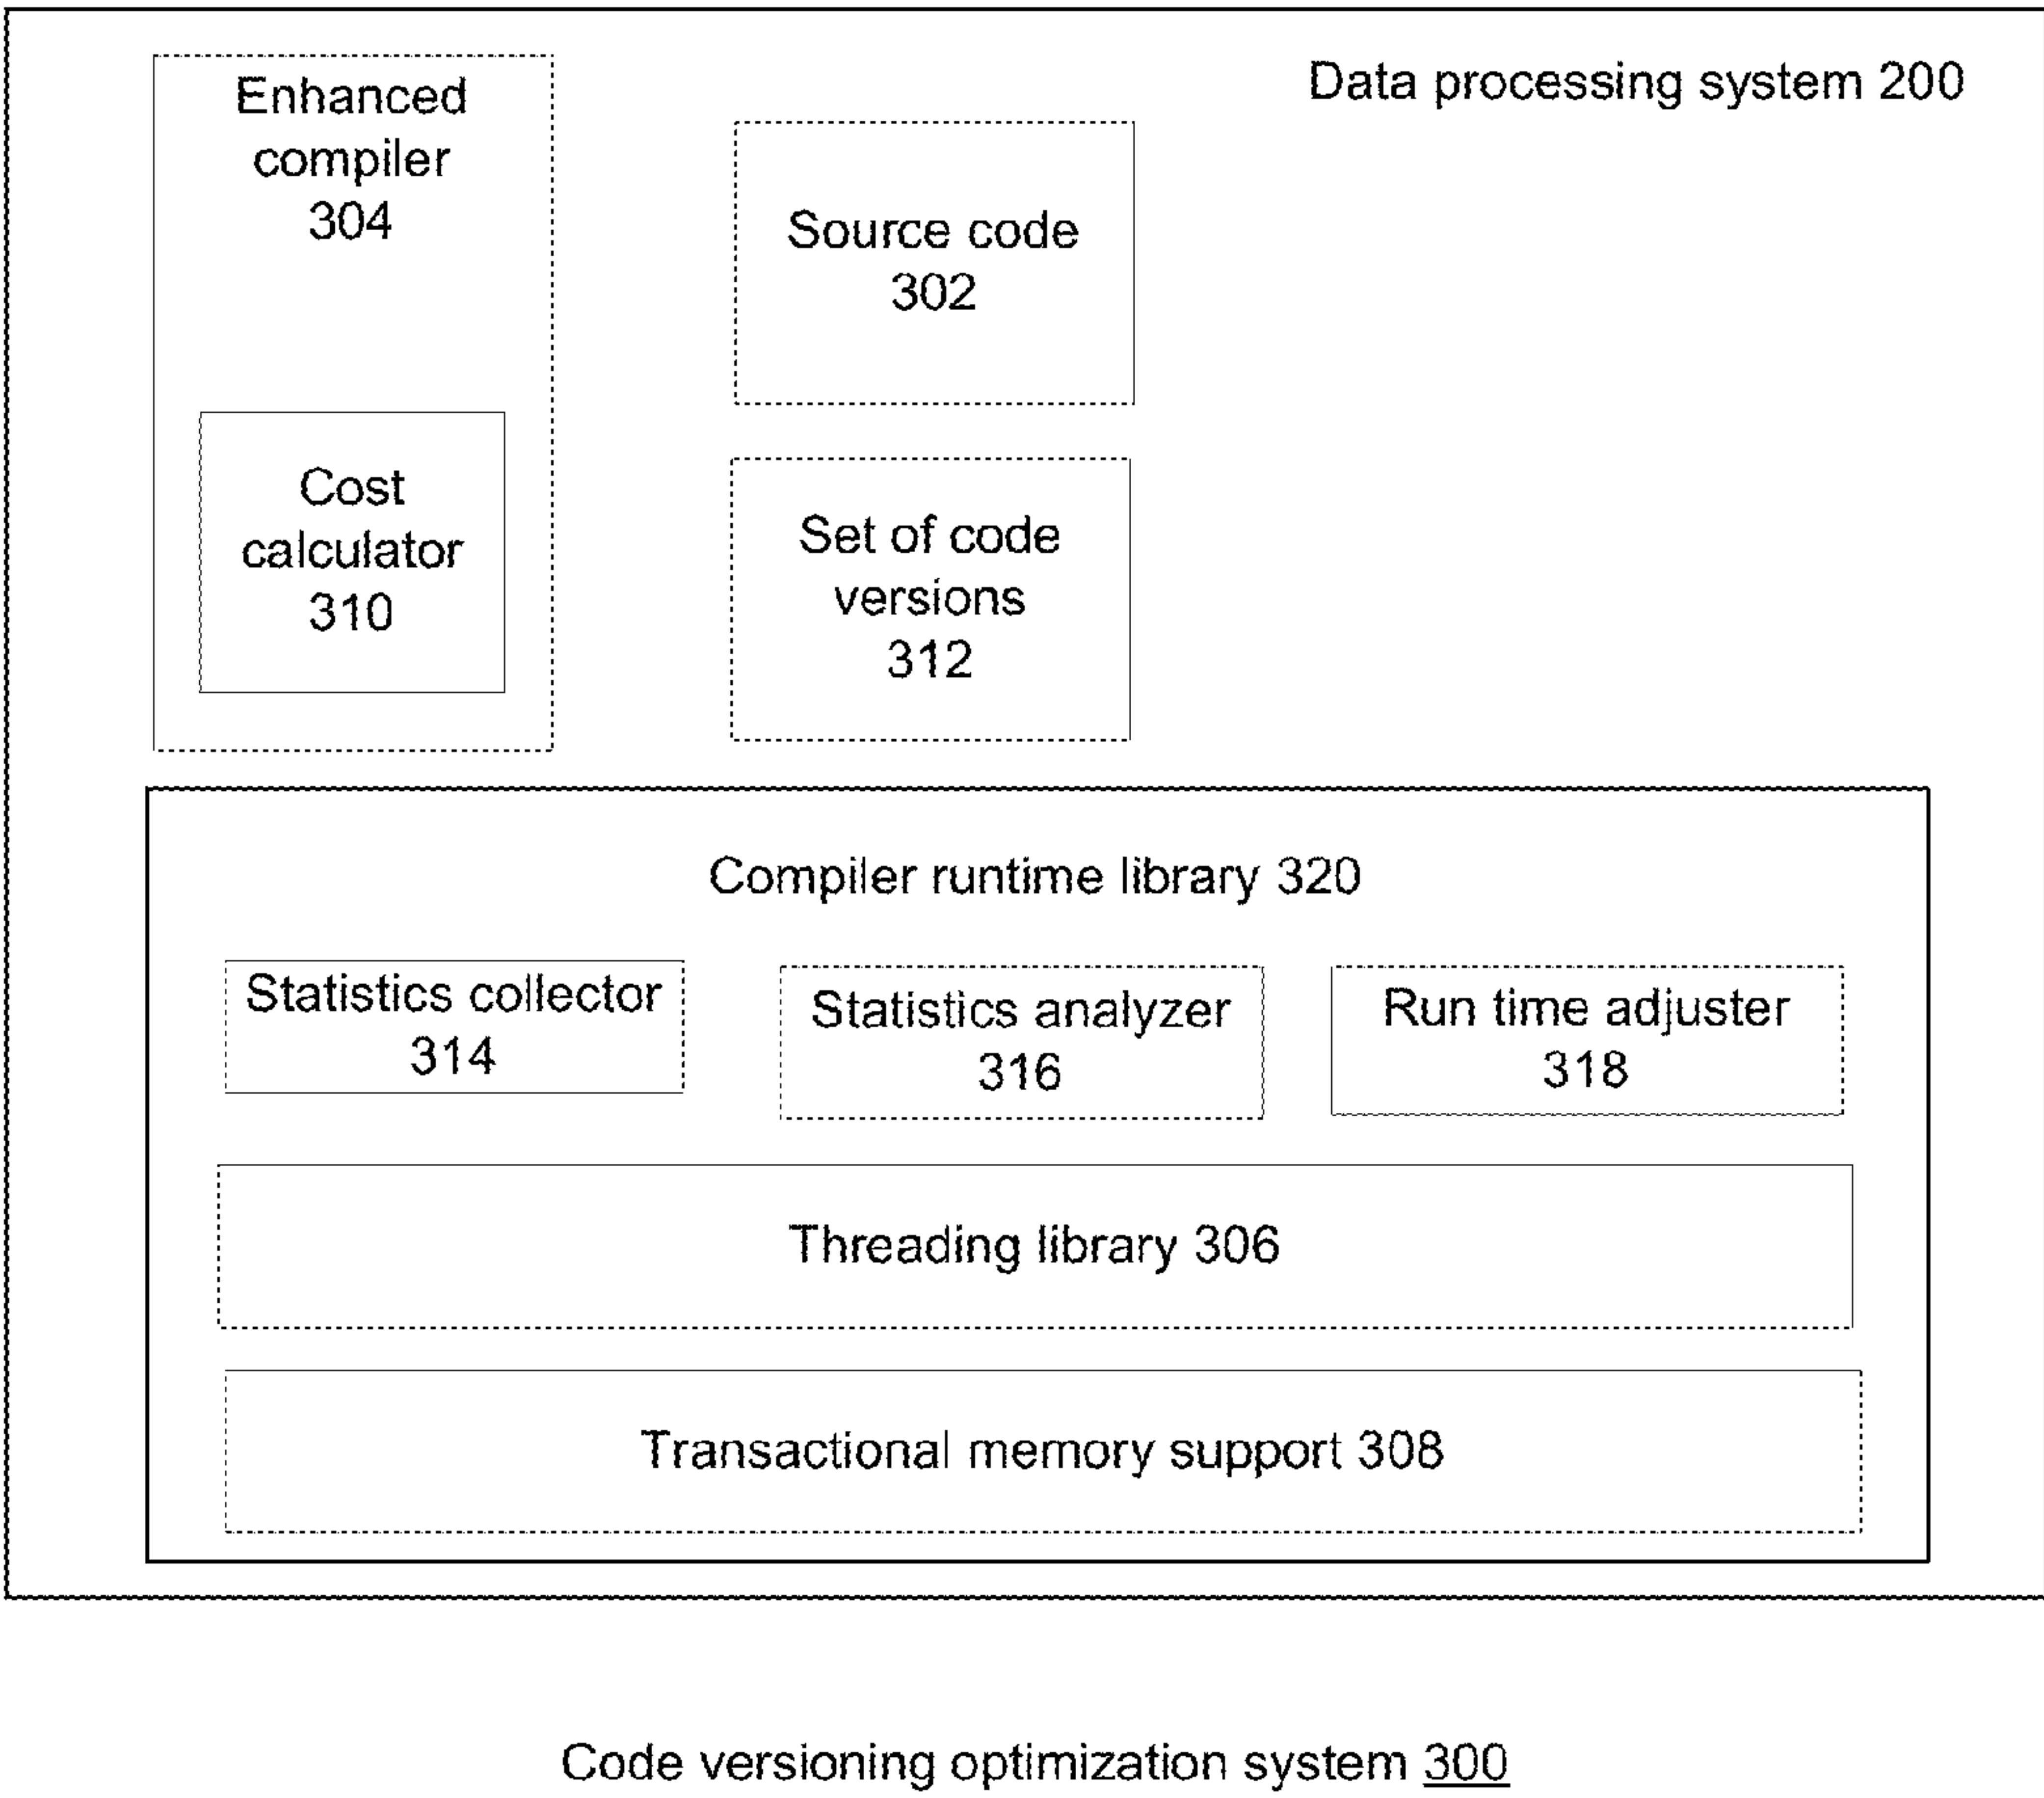 Data processing system 200
Enhanced
compiler
304
Source code
302
Cost
calculator
310
Set of code
versions
312
Compiler runtime library 320
Statistics collector
314
Statistics analyzer
316
Run time adjuster
318
Threading library 306
Transactional memory support 308
Code versioning optimization system 300